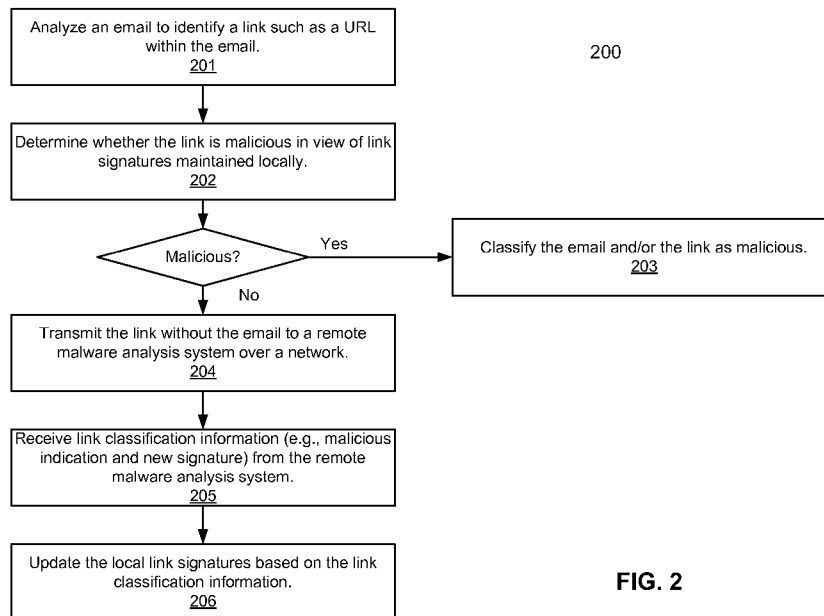 Analyze an email to identify a link such as a URL
within the email.
201
200
Determine whether the link is malicious in view of link
signatures maintained locally.
202
Malicious?
Yes
Classify the email and/or the link as malicious.
203
No
Transmit the link without the email to a remote
malware analysis system over a network.
204
Receive link classification information (e.g., malicious
indication and new signature) from the remote
malware analysis system.
205
Update the local link signatures based on the link
classification information.
206
FIG. 2